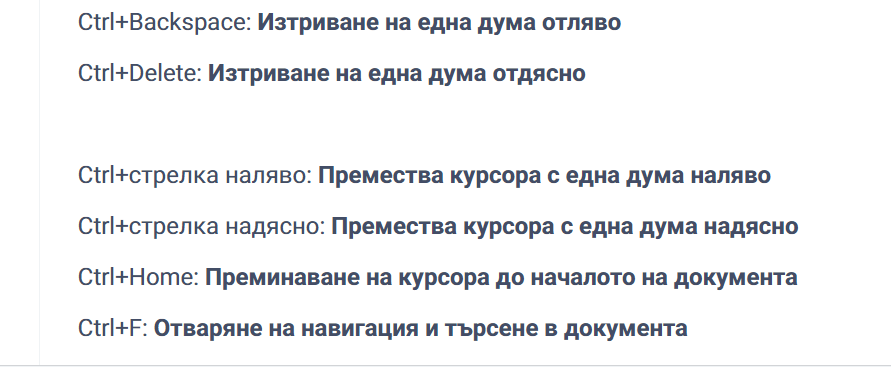 Ctrl+Backspace: Изтриване на една дума отляво
Ctrl+Delete: Изтриване на една дума отдясно
Ctrl+стрелка наляво: Премества курсора с една дума наляво
Ctrl+стрелка надясно: Премества курсора с една дума надясно
Ctrl+Home: Преминаване на курсора до началото на документа
Ctrl+F: Отваряне на навигация и търсене в документа